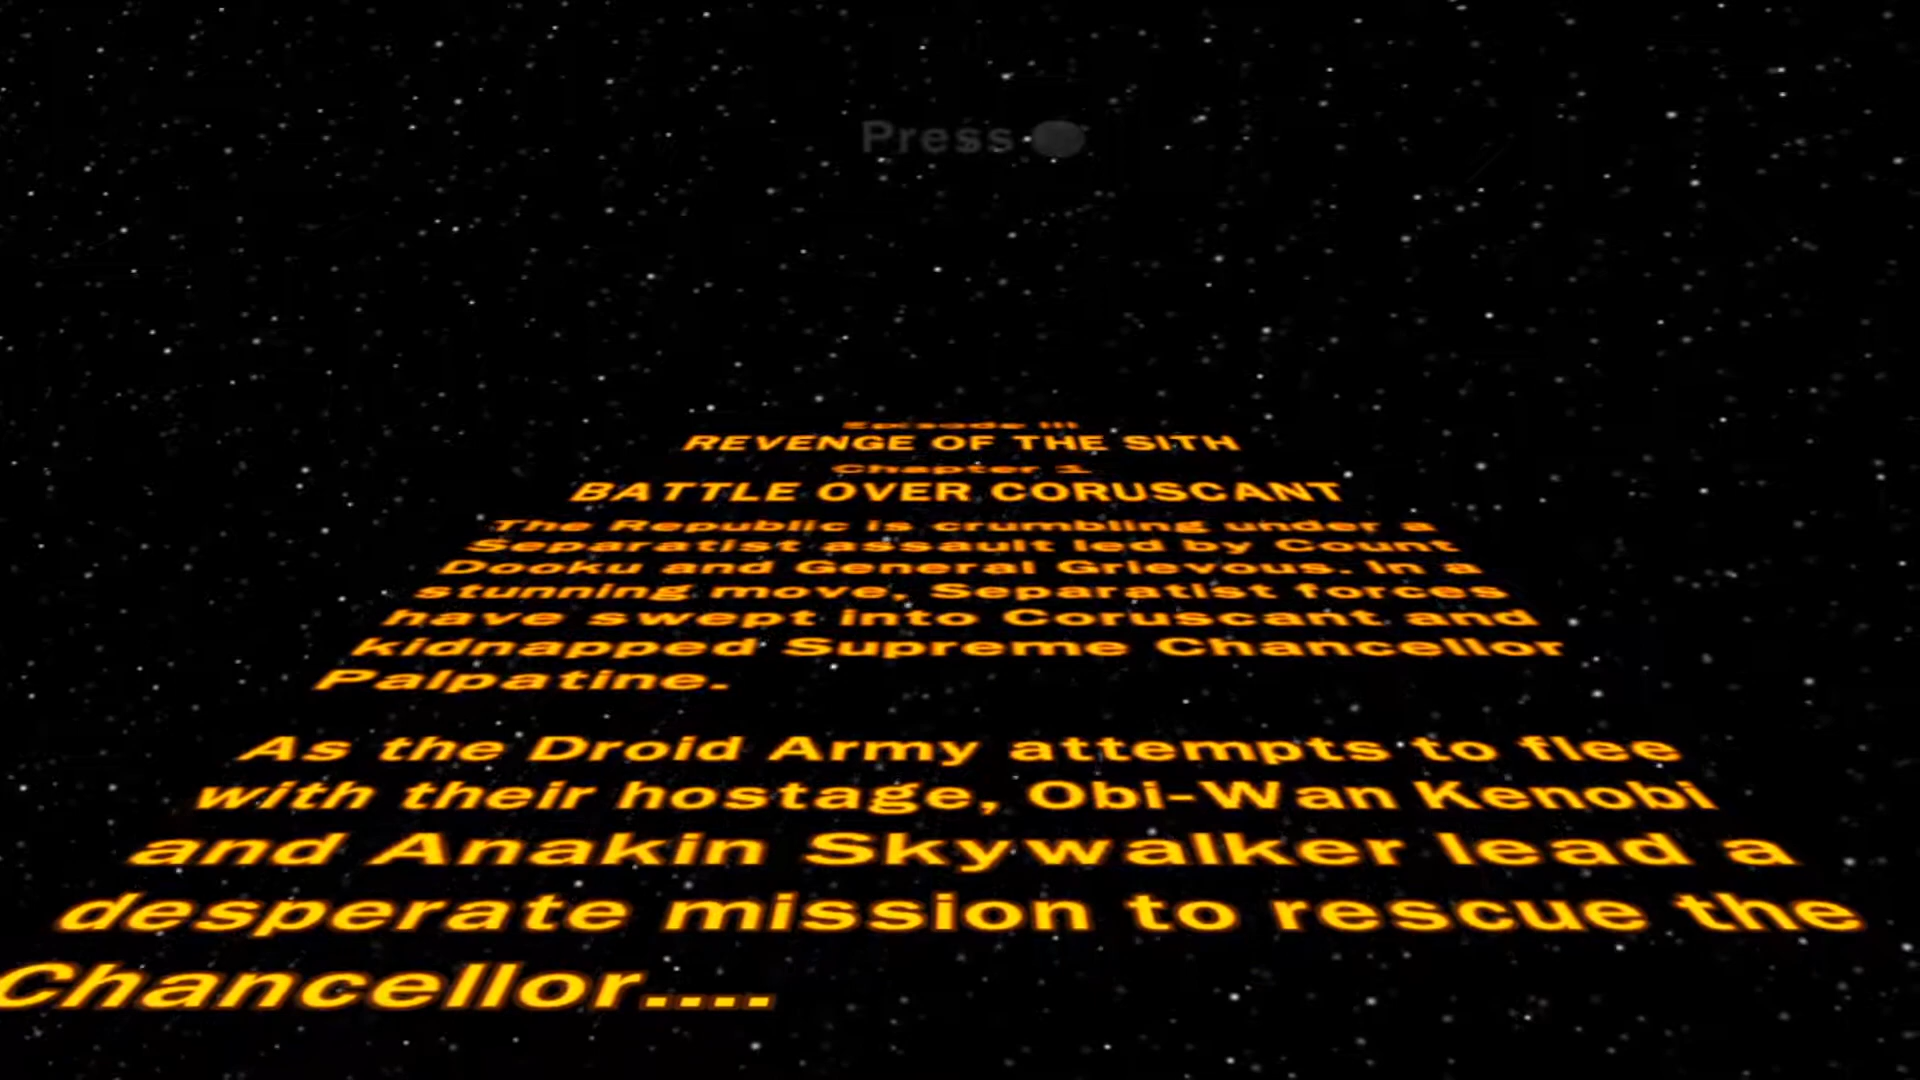 Press
Episode III
REVENGE OF THE SITH
Chapter 1
BATTLE OVER CORUSCANT
The Republic is crumbling under a
Separatist assault led by Count
Dooku and General Grievous. In a
stunning move, Separatist forces
have swept into Coruscant and
kidnapped Supreme Chancellor
Palpatine.
As the Droid Army attempts to flee
with their hostage, Obi-Wan Kenobi
and Anakin Skywalker lead a
desperate mission to rescue the
Chancellor....